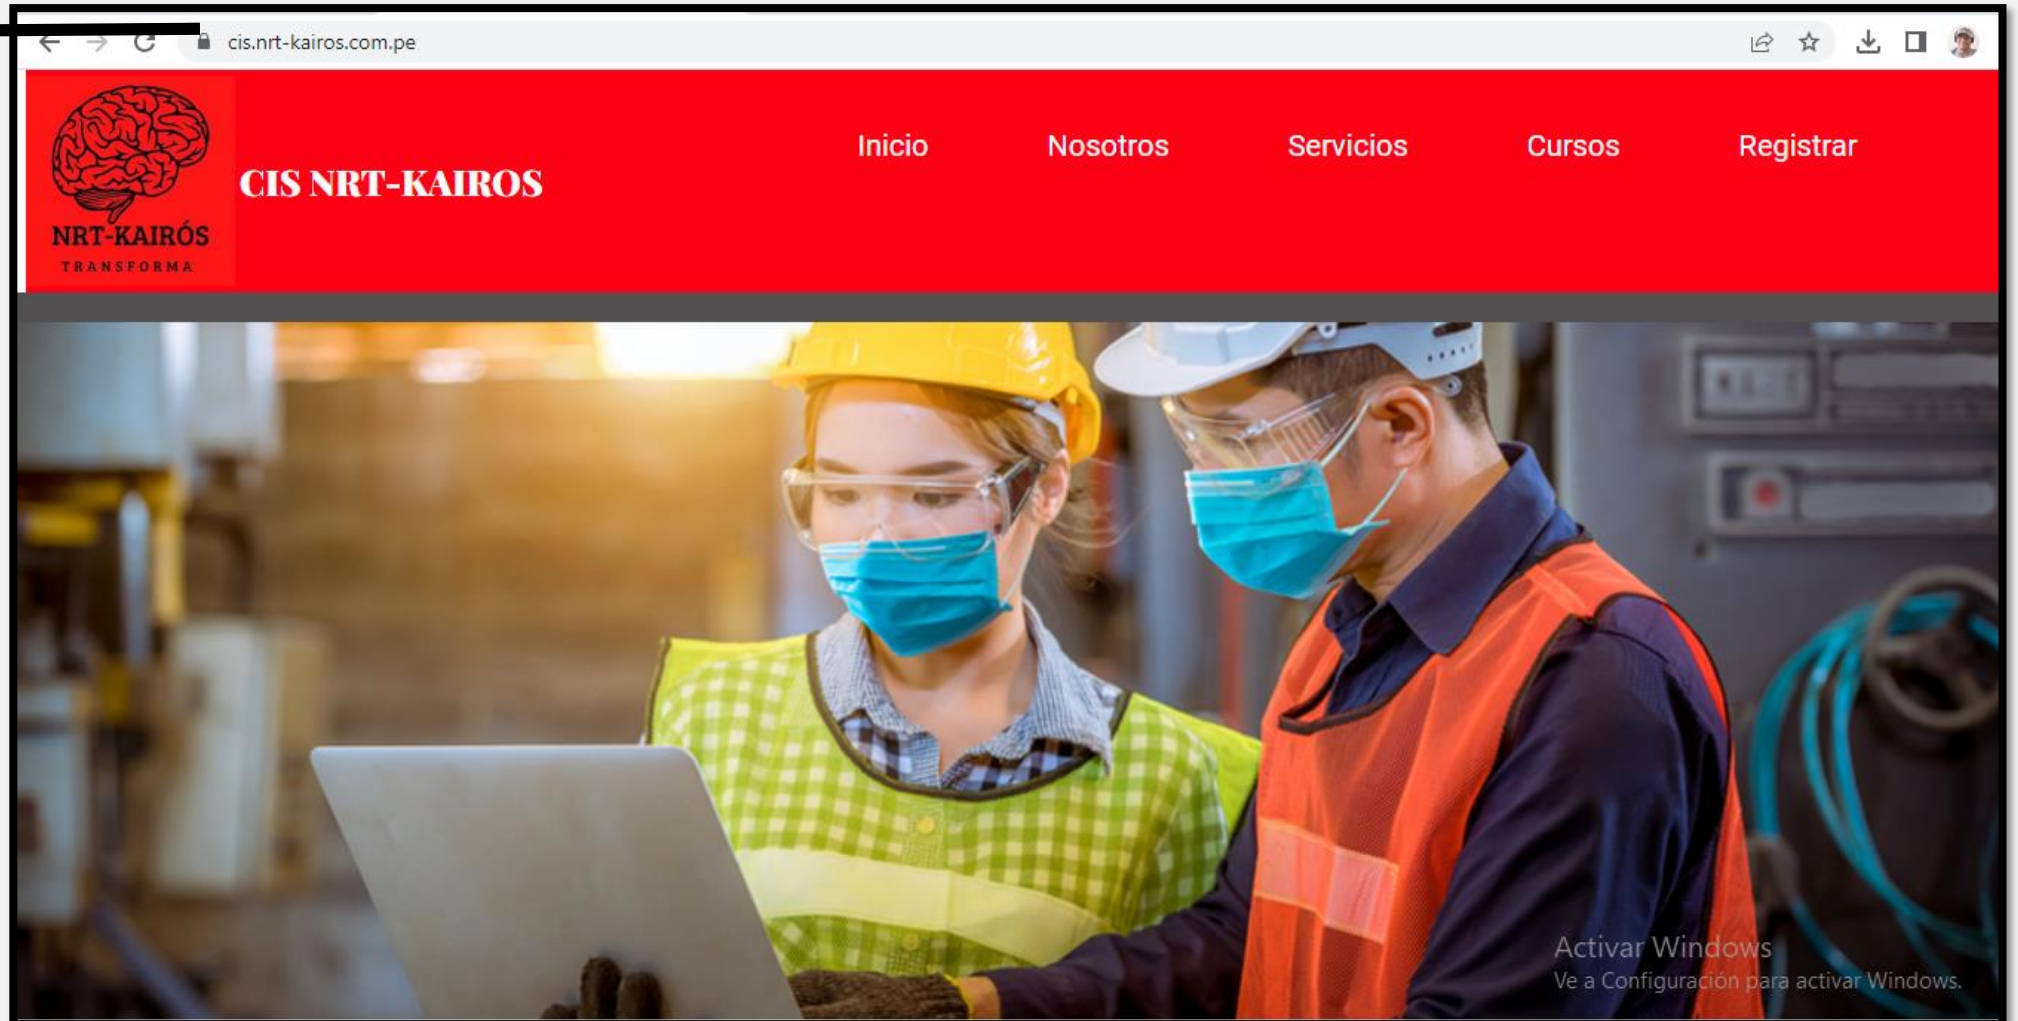 cis.nrt-kairos.com.pe
Inicio Nosotros Servicios Cursos Registrar
CIS NRT-KAIROS
NRT-KAIRÓS
TRANSFORMA
Activar Windows
Ve a Configuración para activar Windows.